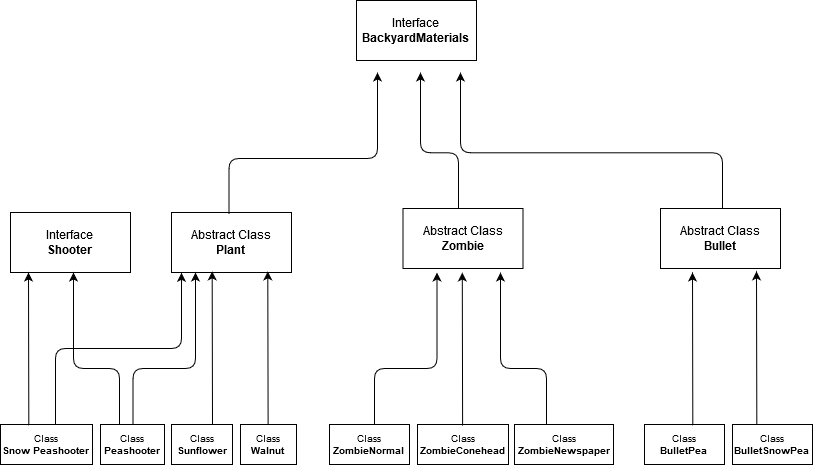 Interface
BackyardMaterials
Interface
Shooter
Abstract Class
Plant
Abstract Class
Zombie
Abstract Class
Bullet
Class
Snow Peashooter
Class
Peashooter
Class
Sunflower
Class
Walnut
Class
ZombieNormal
Class
ZombieConehead
Class
ZombieNewspaper
Class
BulletPea
Class
BulletSnowPea